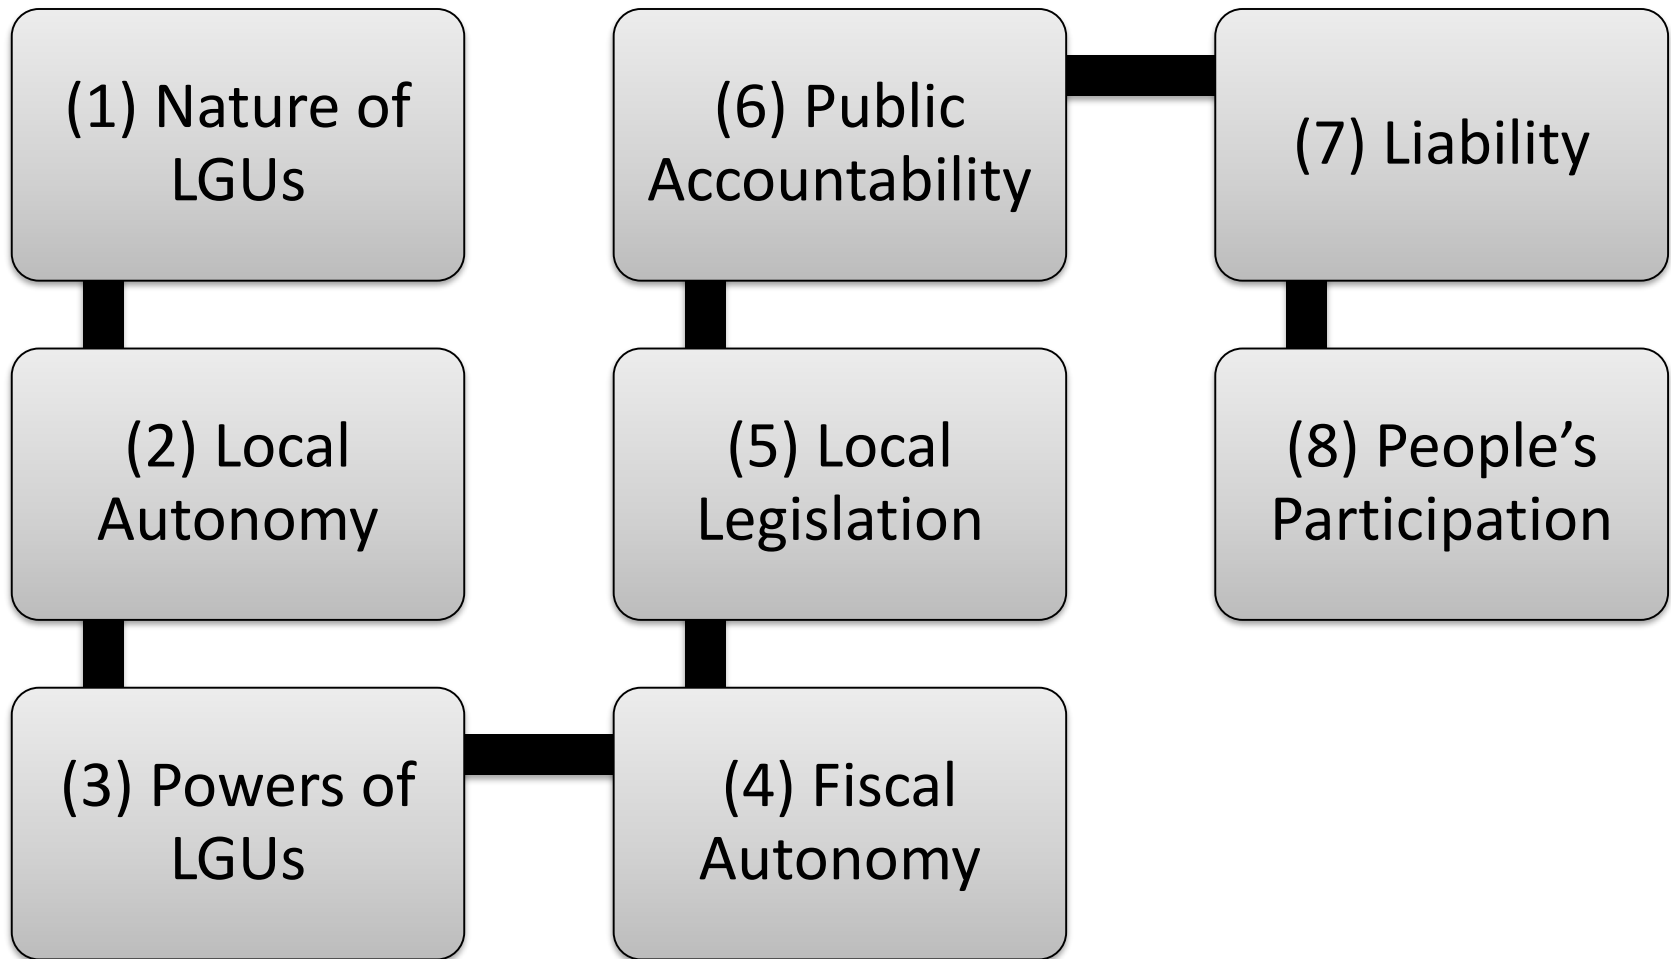 (1) Nature of
LGUs
(2) Local
Autonomy
(3) Powers of
LGUs
(4) Fiscal
Autonomy
(5) Local
Legislation
(6) Public
Accountability
(7) Liability
(8) People’s
Participation